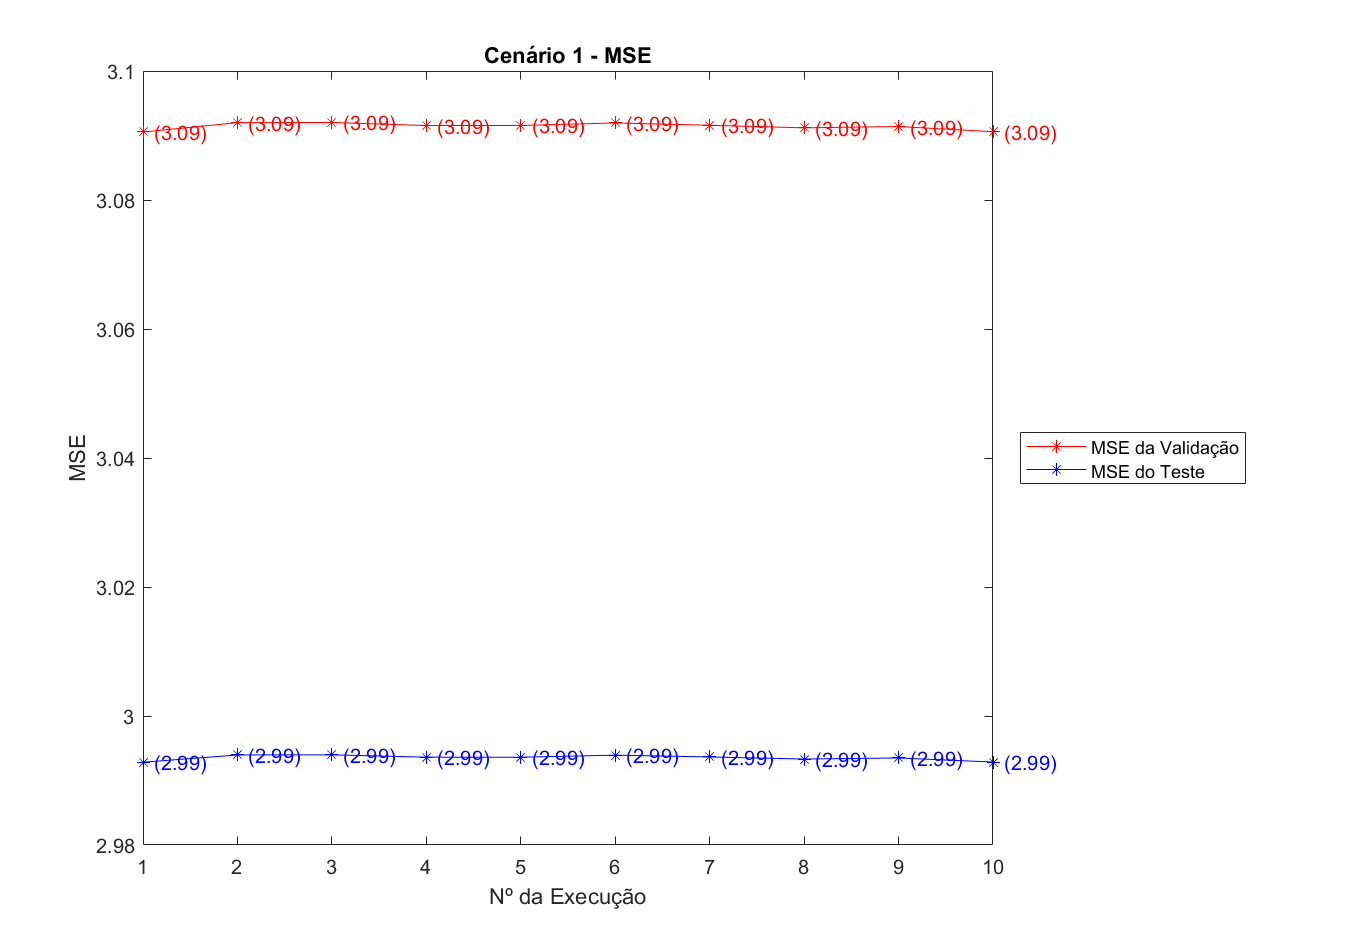 Cenário 1 - MSE
3.1
3.08
3.06
3.04
3.02
3
2.98
MSE
(3.09) (3.09) (3.09) (3.09) (3.09) (3.09) (3.09) (3.09) (3.09) (3.09)
MSE da Validação
MSE do Teste
(2.99) (2.99) (2.99) (2.99) (2.99) (2.99) (2.99) (2.99) (2.99) (2.99)
1 2 3 4 5 6 7 8 9 10
Nº da Execução